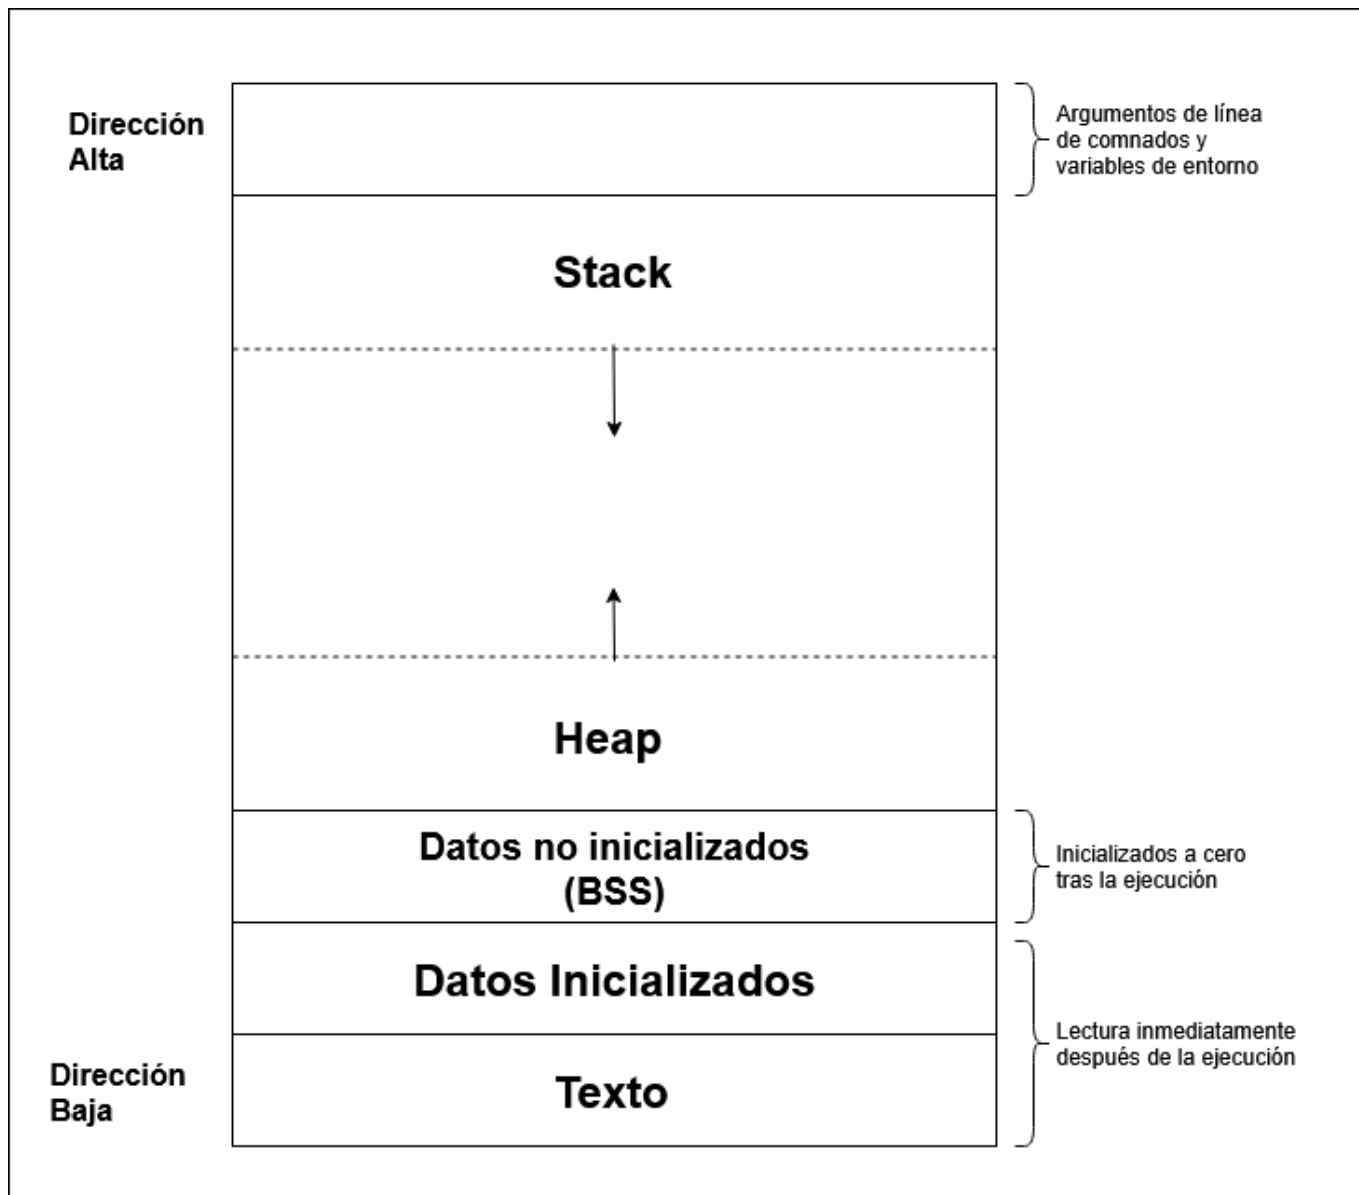 Dirección
Alta
Argumentos de línea
de comnados y
variables de entorno
Stack
Heap
Datos no inicializados
(BSS)
Inicializados a cero
tras la ejecución
Datos Inicializados
Lectura inmediatamente
después de la ejecución
Dirección
Baja
Texto